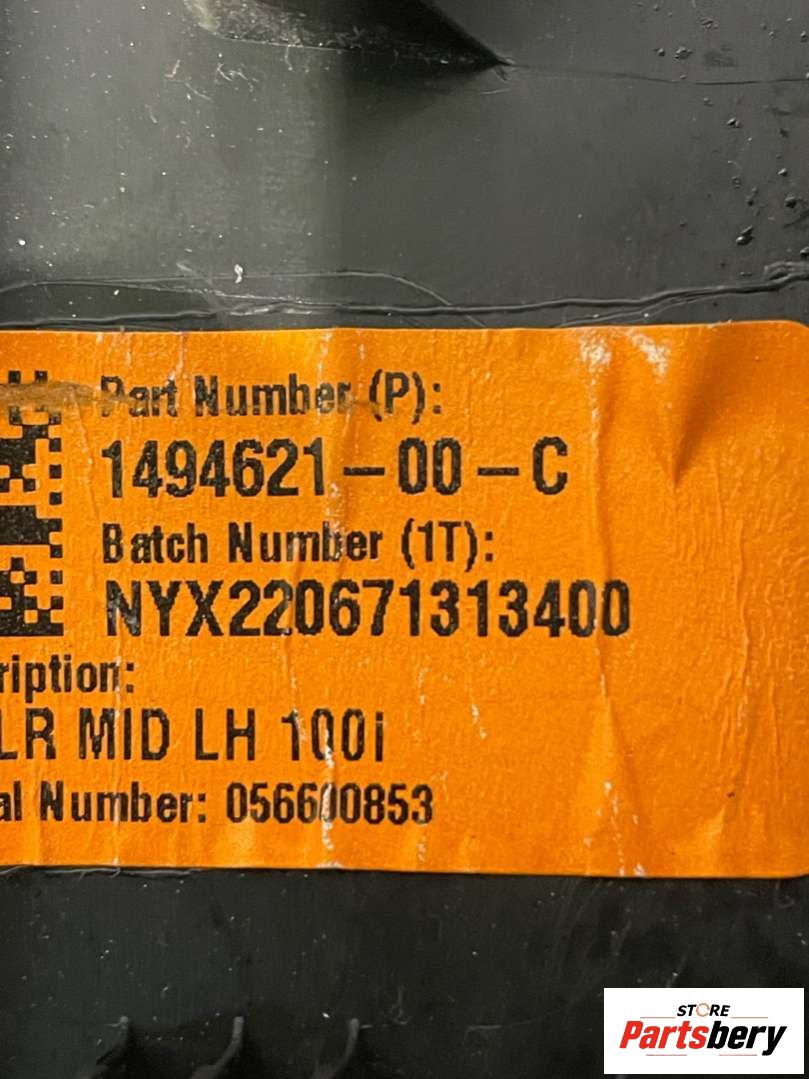 Part Number (P):
1494621-00-C
Batch Number (1T):
NYX220671313400
ription:
LR MID LH 100i
al Number: 056600853
STORE
Partsbery